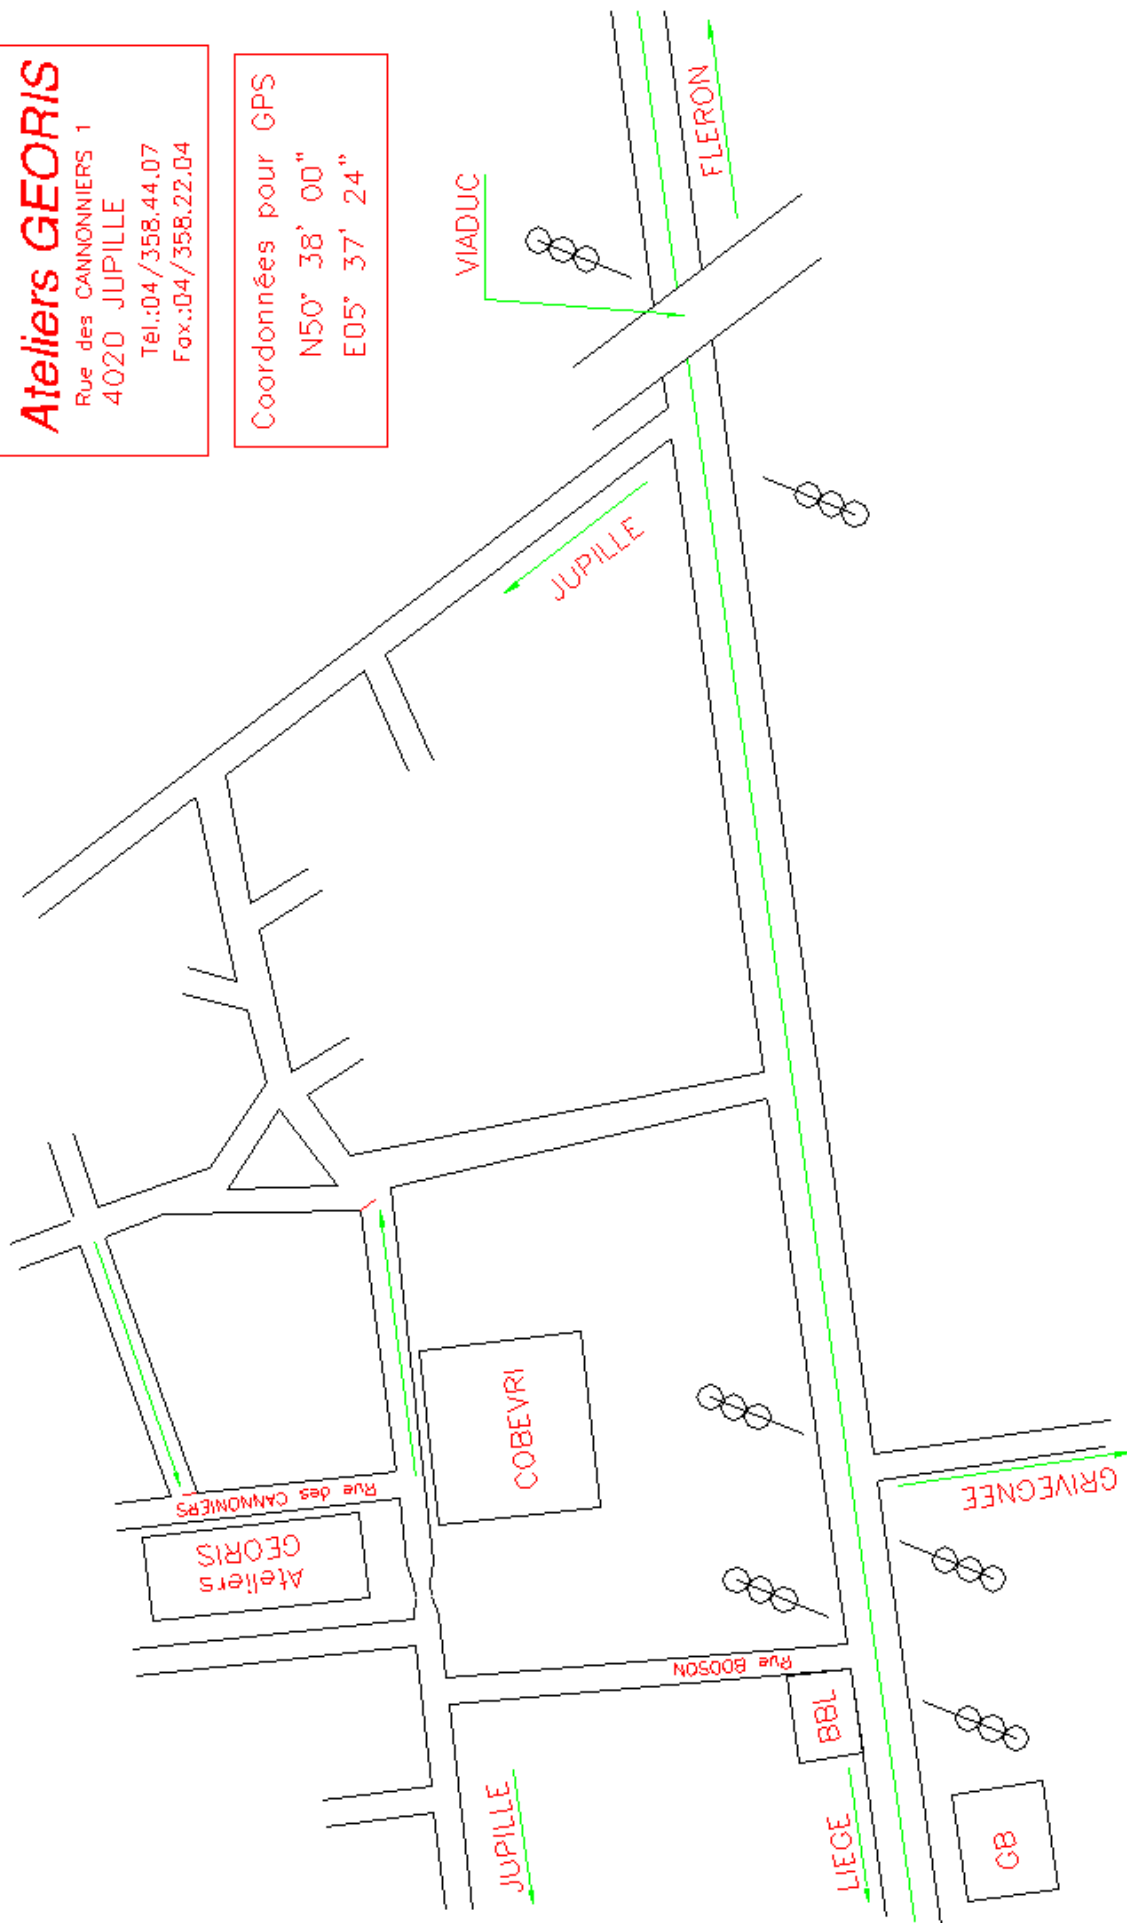 Ateliers GEORIS
Rue des CANNONNIERS 1
4020 JUPILLE
Tél.:04/358.44.07
Fax.:04/358.22.04
Coordonnées pour GPS
N50° 38' 00"
E05° 37' 24"
VIADUC
FLERON
JUPILLE
COBEVRI
Rue des CANNONIERS
Ateliers
GEORIS
GRIVEGNEE
Rue BODSON
BBL
JUPILLE
LIEGE
GB